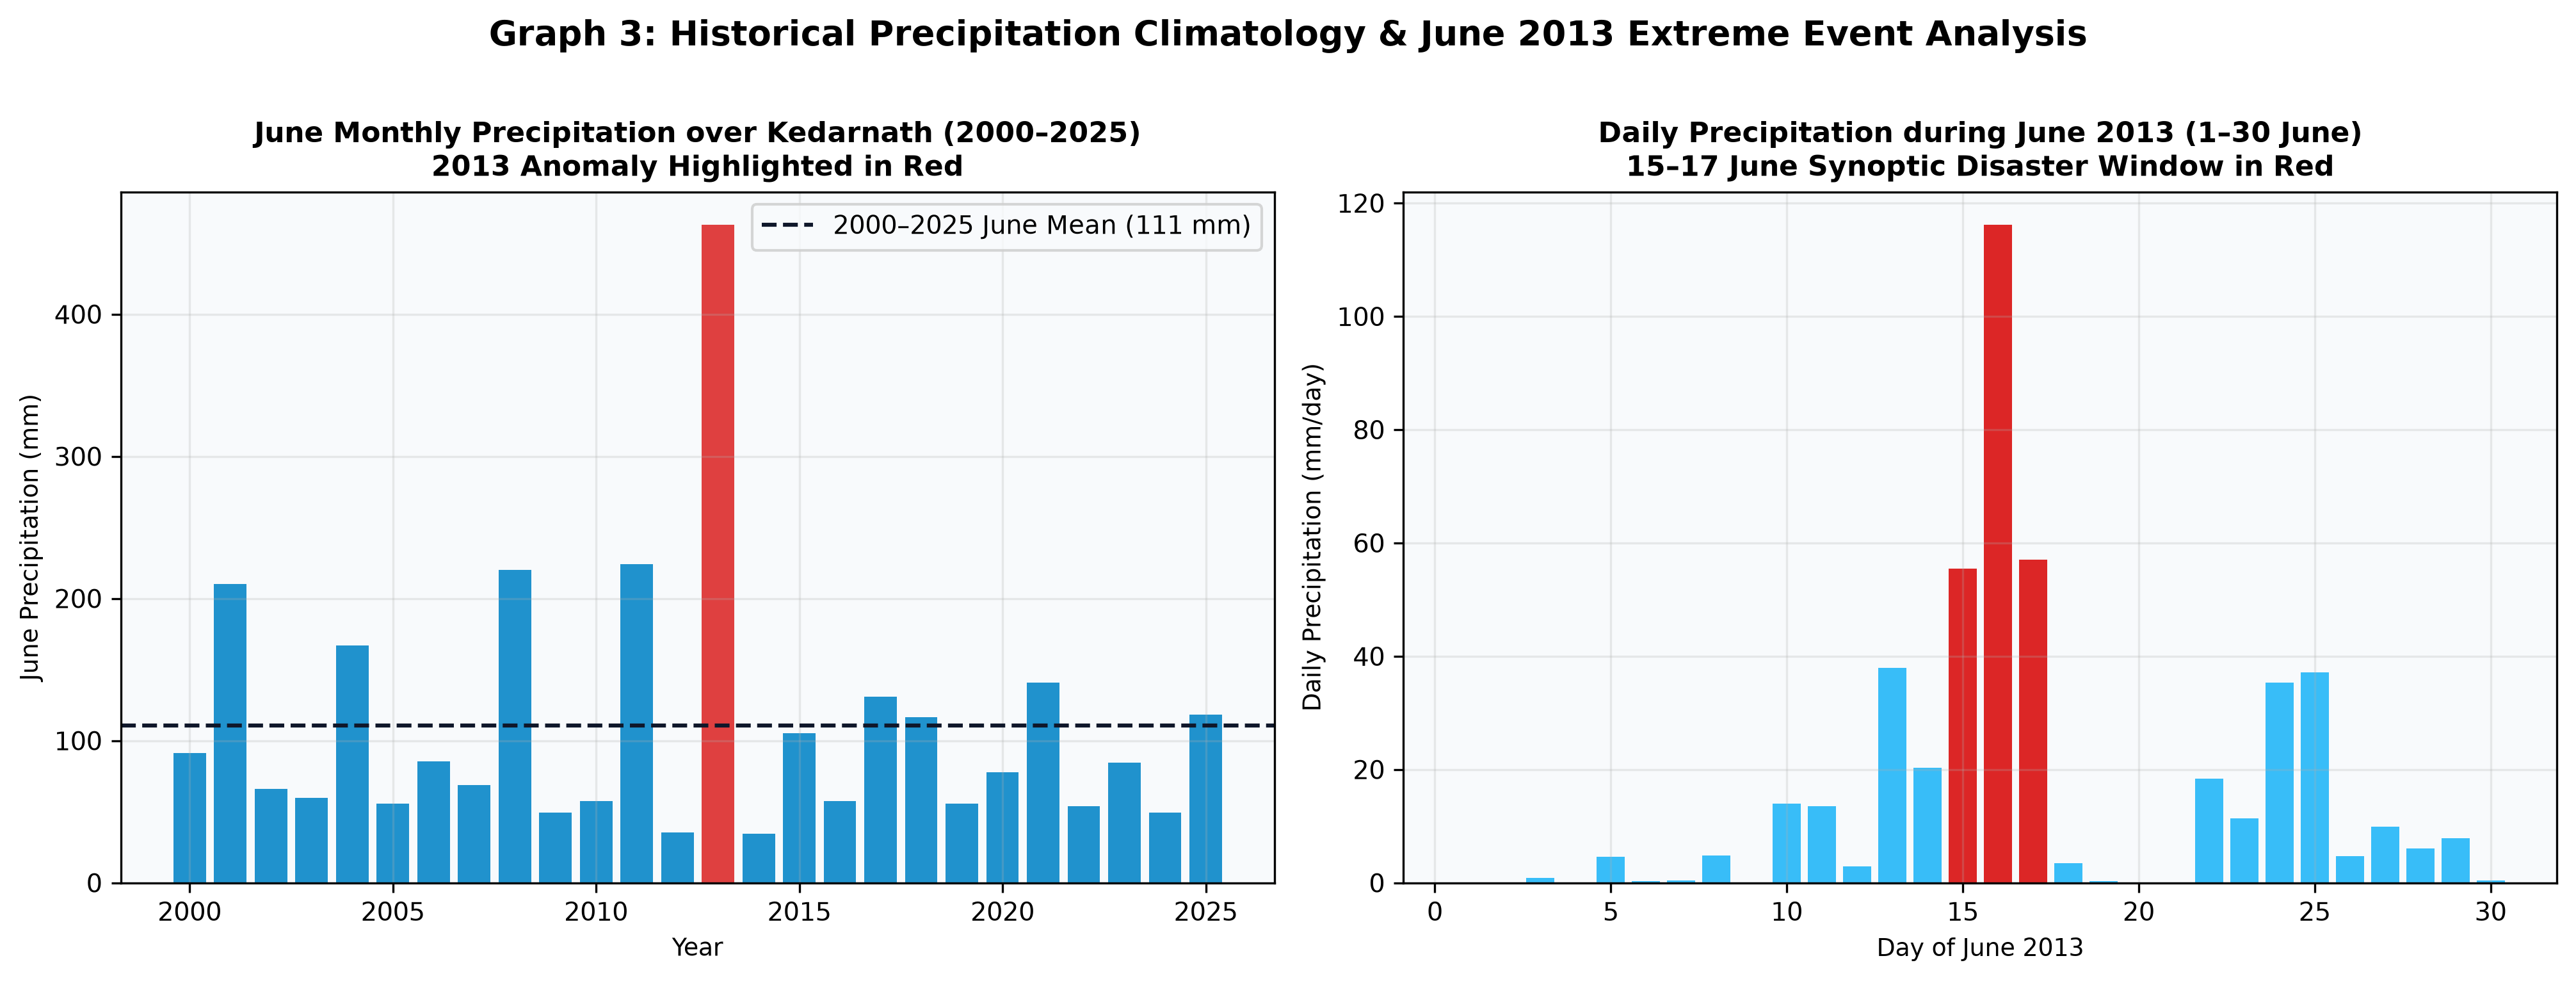 Graph 3: Historical Precipitation Climatology & June 2013 Extreme Event Analysis
June Monthly Precipitation over Kedarnath (2000–2025)
2013 Anomaly Highlighted in Red
2000–2025 June Mean (111 mm)
June Precipitation (mm)
400
300
200
100
0
2000 2005 2010 2015 2020 2025
Year
Daily Precipitation during June 2013 (1–30 June)
15–17 June Synoptic Disaster Window in Red
Daily Precipitation (mm/day)
120
100
80
60
40
20
0
0 5 10 15 20 25 30
Day of June 2013